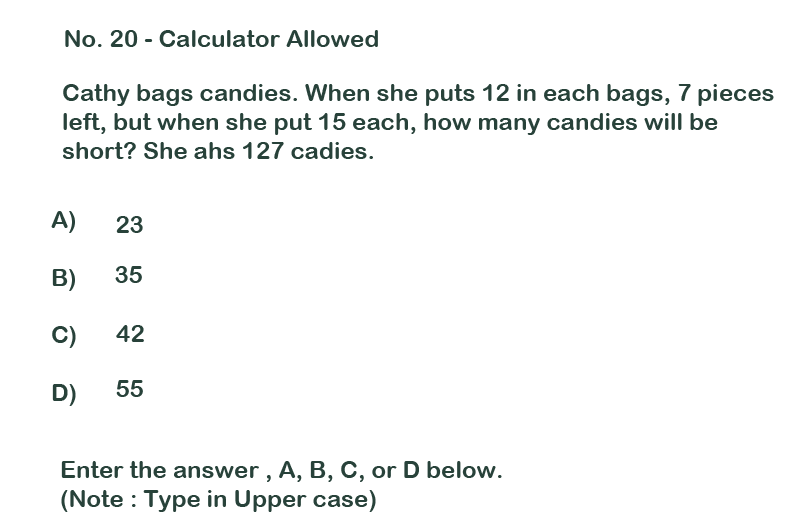 No. 20 - Calculator Allowed
Cathy bags candies. When she puts 12 in each bags, 7 pieces
left, but when she put 15 each, how many candies will be
short? She ahs 127 cadies.
A) 23
B) 35
C) 42
D) 55
Enter the answer , A, B, C, or D below.
(Note : Type in Upper case)